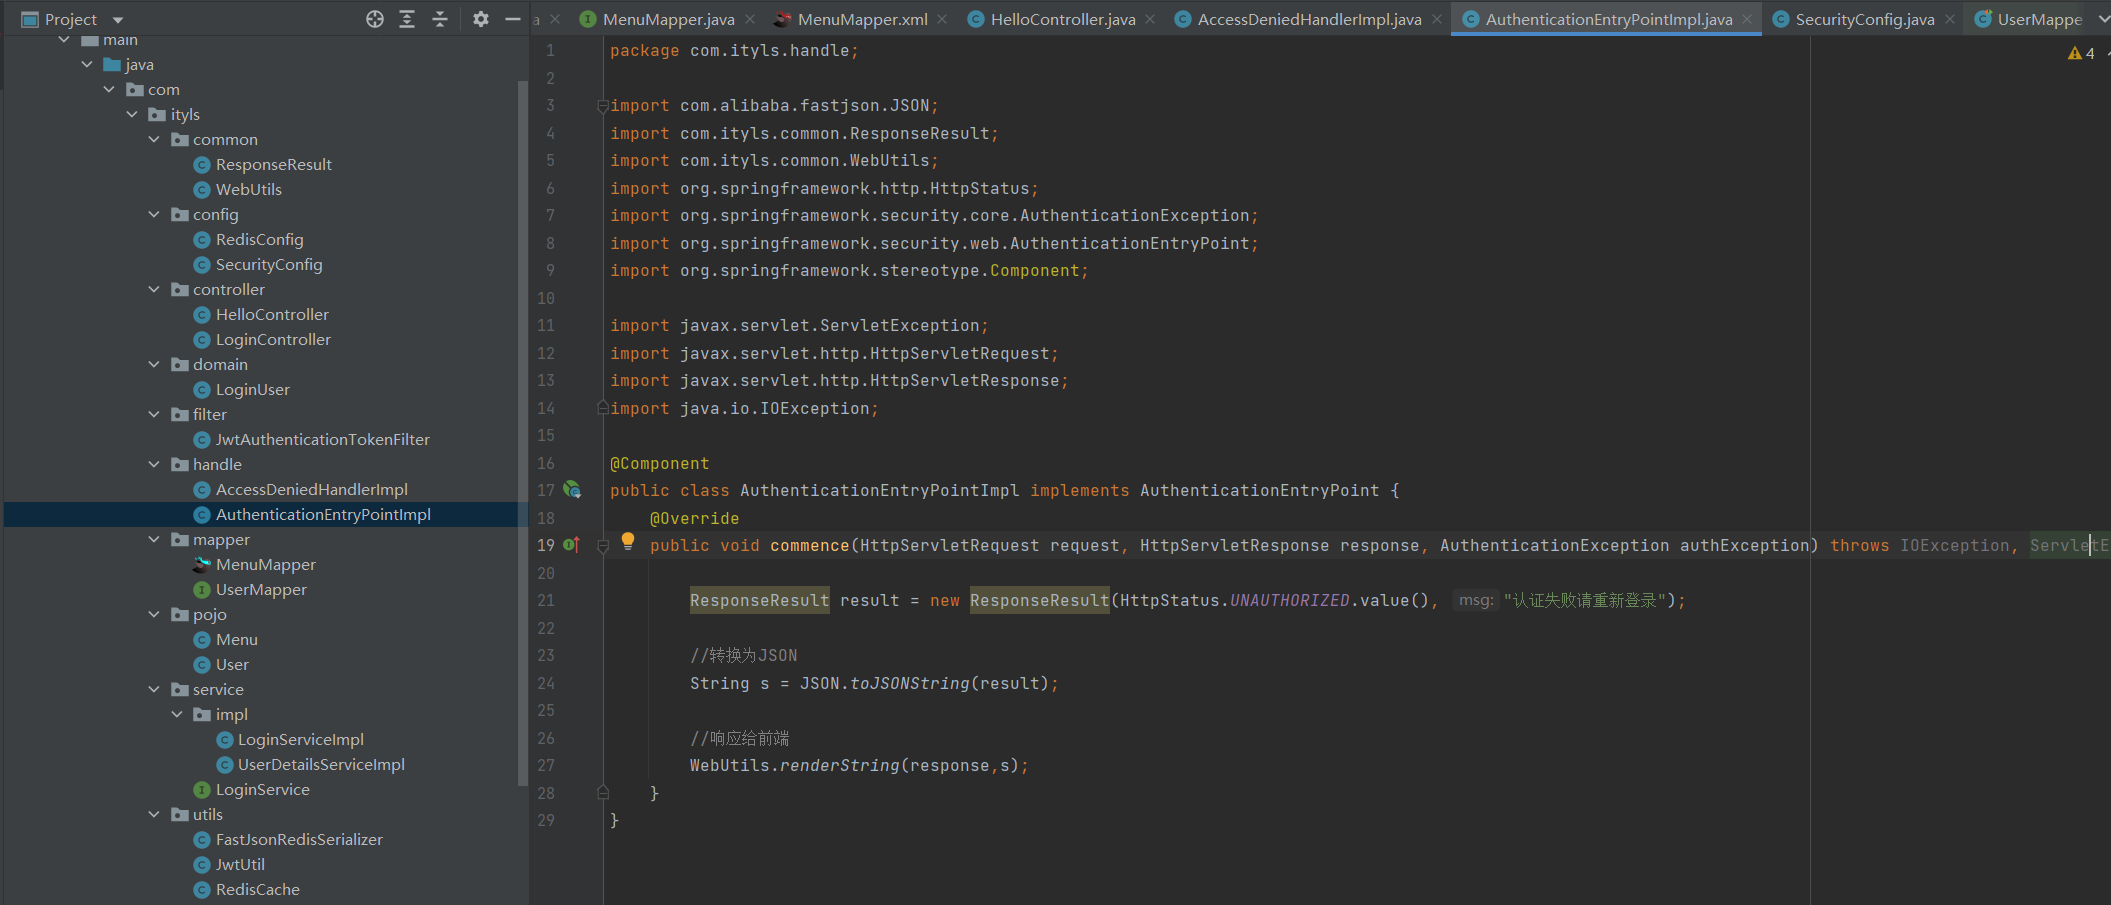 Project
main
java
com
ityls
common
ResponseResult
WebUtils
config
RedisConfig
SecurityConfig
controller
HelloController
LoginController
domain
LoginUser
filter
JwtAuthenticationTokenFilter
handle
AccessDeniedHandlerImpl
AuthenticationEntryPointImpl
mapper
MenuMapper
UserMapper
pojo
Menu
User
service
impl
LoginServiceImpl
UserDetailsServiceImpl
LoginService
utils
FastJsonRedisSerializer
JwtUtil
RedisCache
a MenuMapper.java MenuMapper.xml HelloController.java AccessDeniedHandlerImpl.java AuthenticationEntryPointImpl.java SecurityConfig.java UserMappe
4
1 package com.ityls.handle;
2
3 import com.alibaba.fastjson.JSON;
4 import com.ityls.common.ResponseResult;
5 import com.ityls.common.WebUtils;
6 import org.springframework.http.HttpStatus;
7 import org.springframework.security.core.AuthenticationException;
8 import org.springframework.security.web.AuthenticationEntryPoint;
9 import org.springframework.stereotype.Component;
10
11 import javax.servlet.ServletException;
12 import javax.servlet.http.HttpServletRequest;
13 import javax.servlet.http.HttpServletResponse;
14 import java.io.IOException;
15
16 @Component
17 public class AuthenticationEntryPointImpl implements AuthenticationEntryPoint {
18 @Override
19 public void commence(HttpServletRequest request, HttpServletResponse response, AuthenticationException authException) throws IOException, ServletE
20
21 ResponseResult result = new ResponseResult(HttpStatus.UNAUTHORIZED.value(), msg: "认证失败请重新登录");
22
23 //转换为JSON
24 String s = JSON.toJSONString(result);
25
26 //响应给前端
27 WebUtils.renderString(response,s);
28 }
29 }